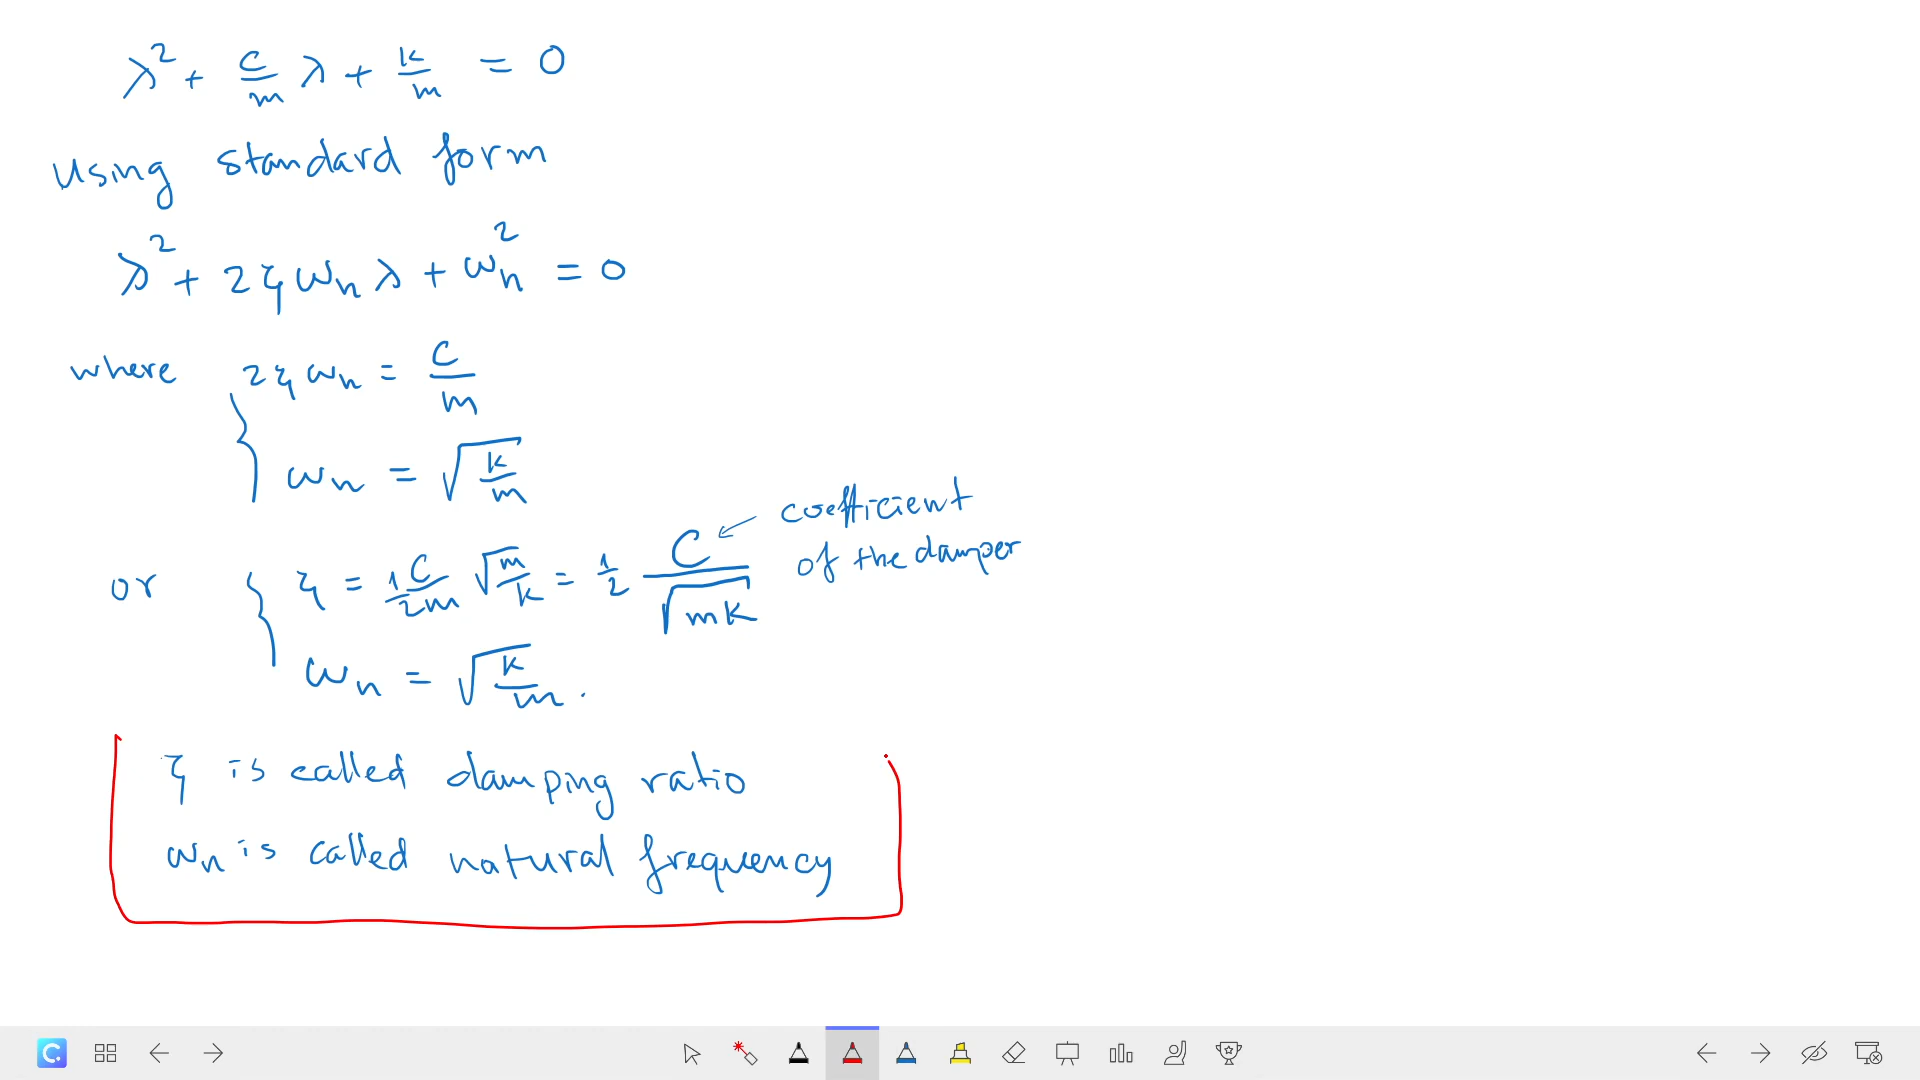 λ² + c/m λ + k/m = 0
Using standard form
λ² + 2ζωₙλ + ωₙ² = 0
where { 2ζωₙ = c/m
ωₙ = √(k/m)
or { ζ = 1/2 c/m √(m/k) = 1/2 c/√(mk) ← coefficient
of the damper
ωₙ = √(k/m).
ζ is called damping ratio
ωₙ is called natural frequency